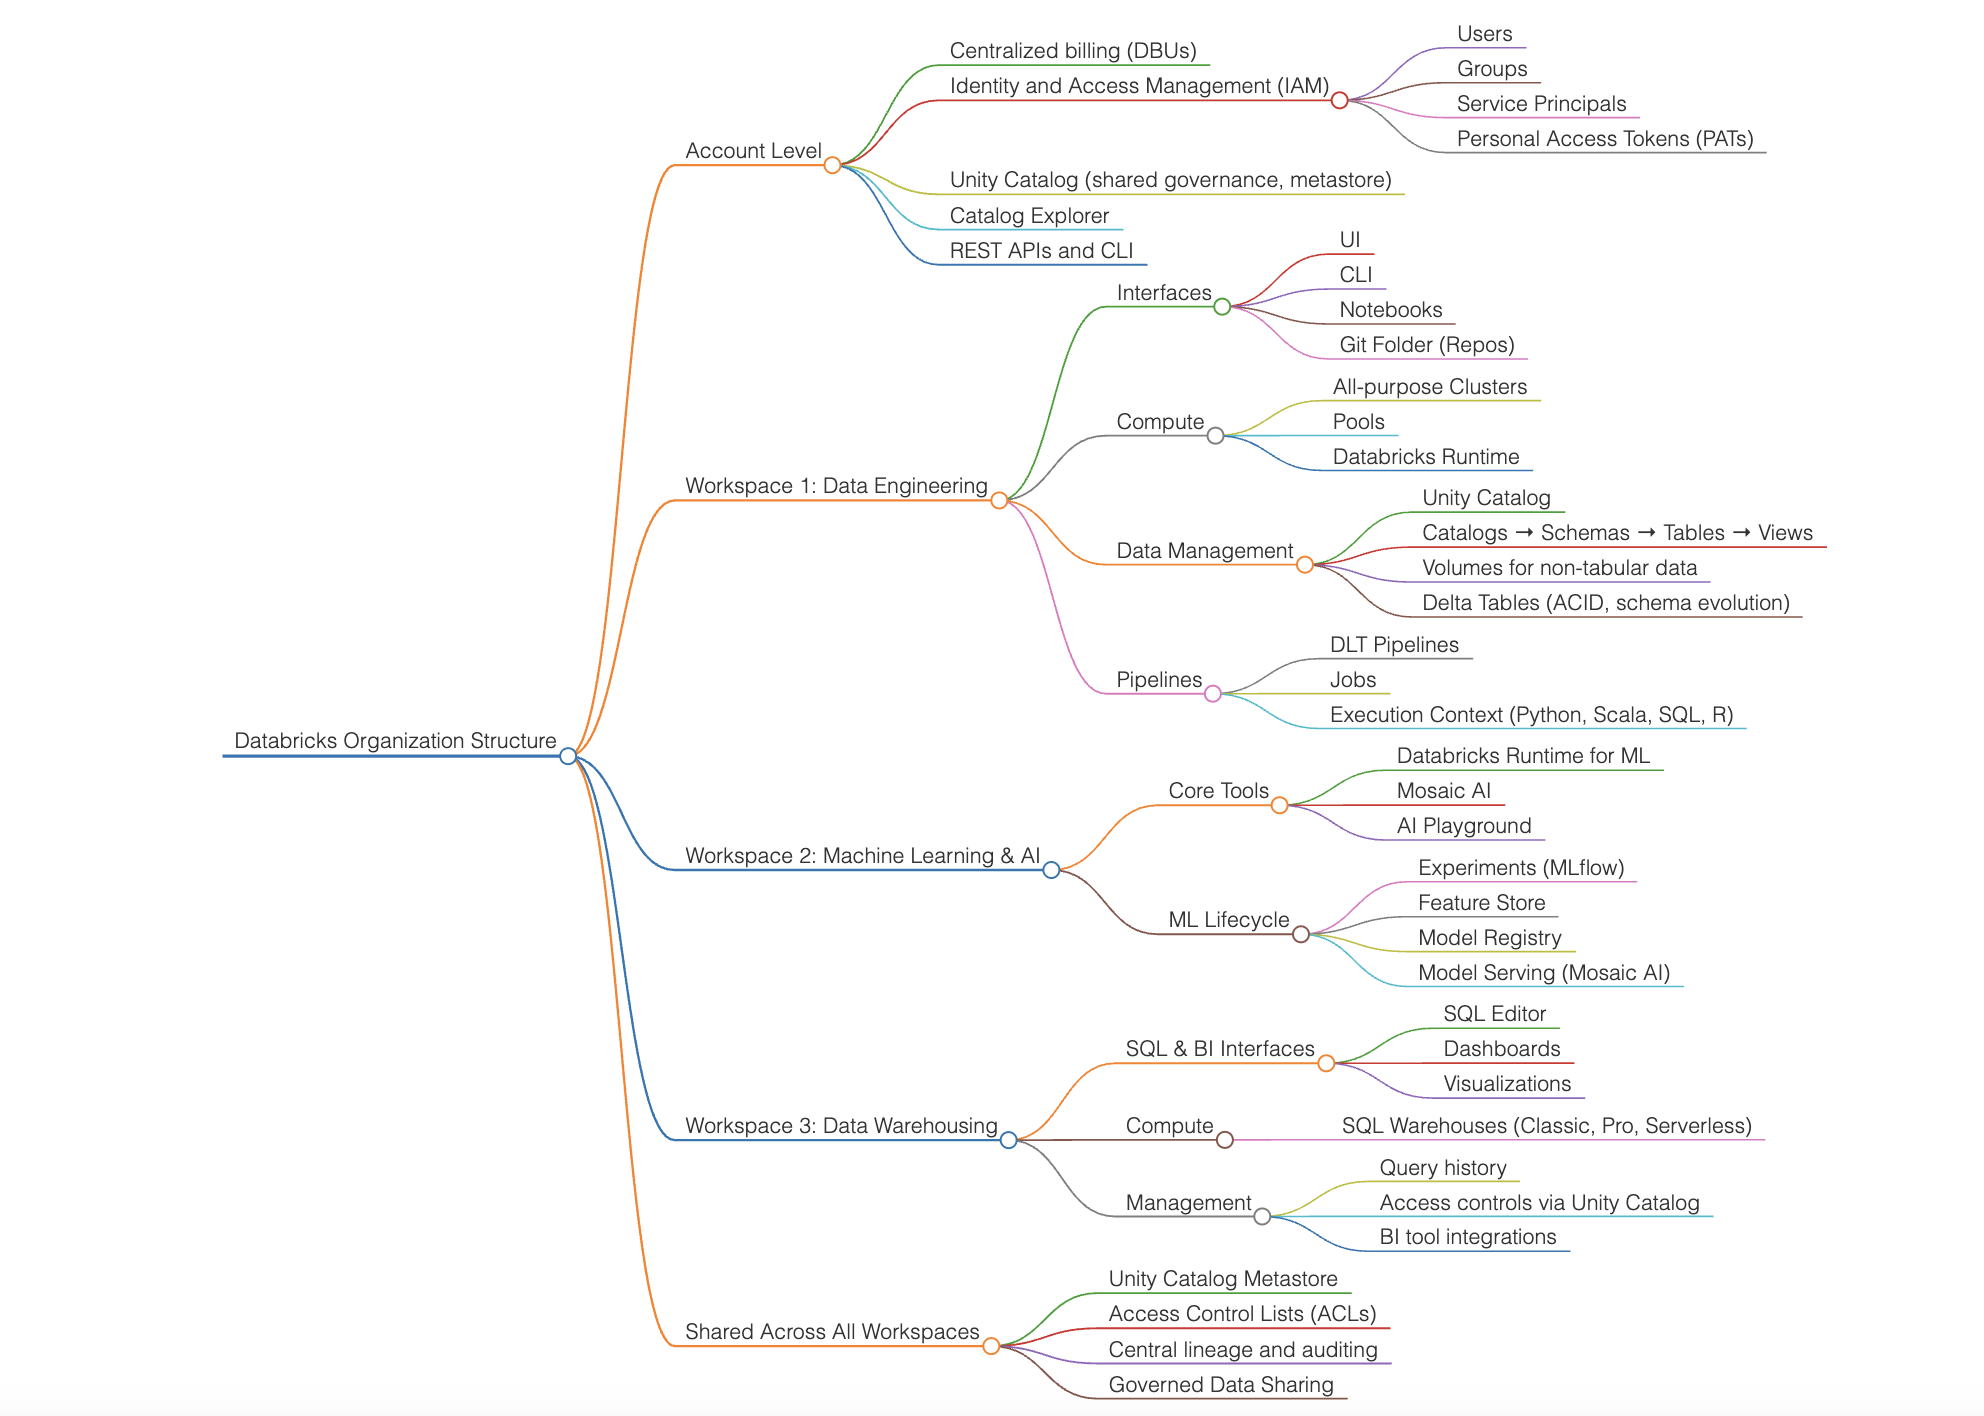 Databricks Organization Structure
Account Level
Centralized billing (DBUs)
Identity and Access Management (IAM)
Users
Groups
Service Principals
Personal Access Tokens (PATs)
Unity Catalog (shared governance, metastore)
Catalog Explorer
REST APIs and CLI
Workspace 1: Data Engineering
Interfaces
UI
CLI
Notebooks
Git Folder (Repos)
Compute
All-purpose Clusters
Pools
Databricks Runtime
Data Management
Unity Catalog
Catalogs → Schemas → Tables → Views
Volumes for non-tabular data
Delta Tables (ACID, schema evolution)
Pipelines
DLT Pipelines
Jobs
Execution Context (Python, Scala, SQL, R)
Workspace 2: Machine Learning & AI
Core Tools
Databricks Runtime for ML
Mosaic AI
AI Playground
ML Lifecycle
Experiments (MLflow)
Feature Store
Model Registry
Model Serving (Mosaic AI)
Workspace 3: Data Warehousing
SQL & BI Interfaces
SQL Editor
Dashboards
Visualizations
Compute
SQL Warehouses (Classic, Pro, Serverless)
Management
Query history
Access controls via Unity Catalog
BI tool integrations
Shared Across All Workspaces
Unity Catalog Metastore
Access Control Lists (ACLs)
Central lineage and auditing
Governed Data Sharing